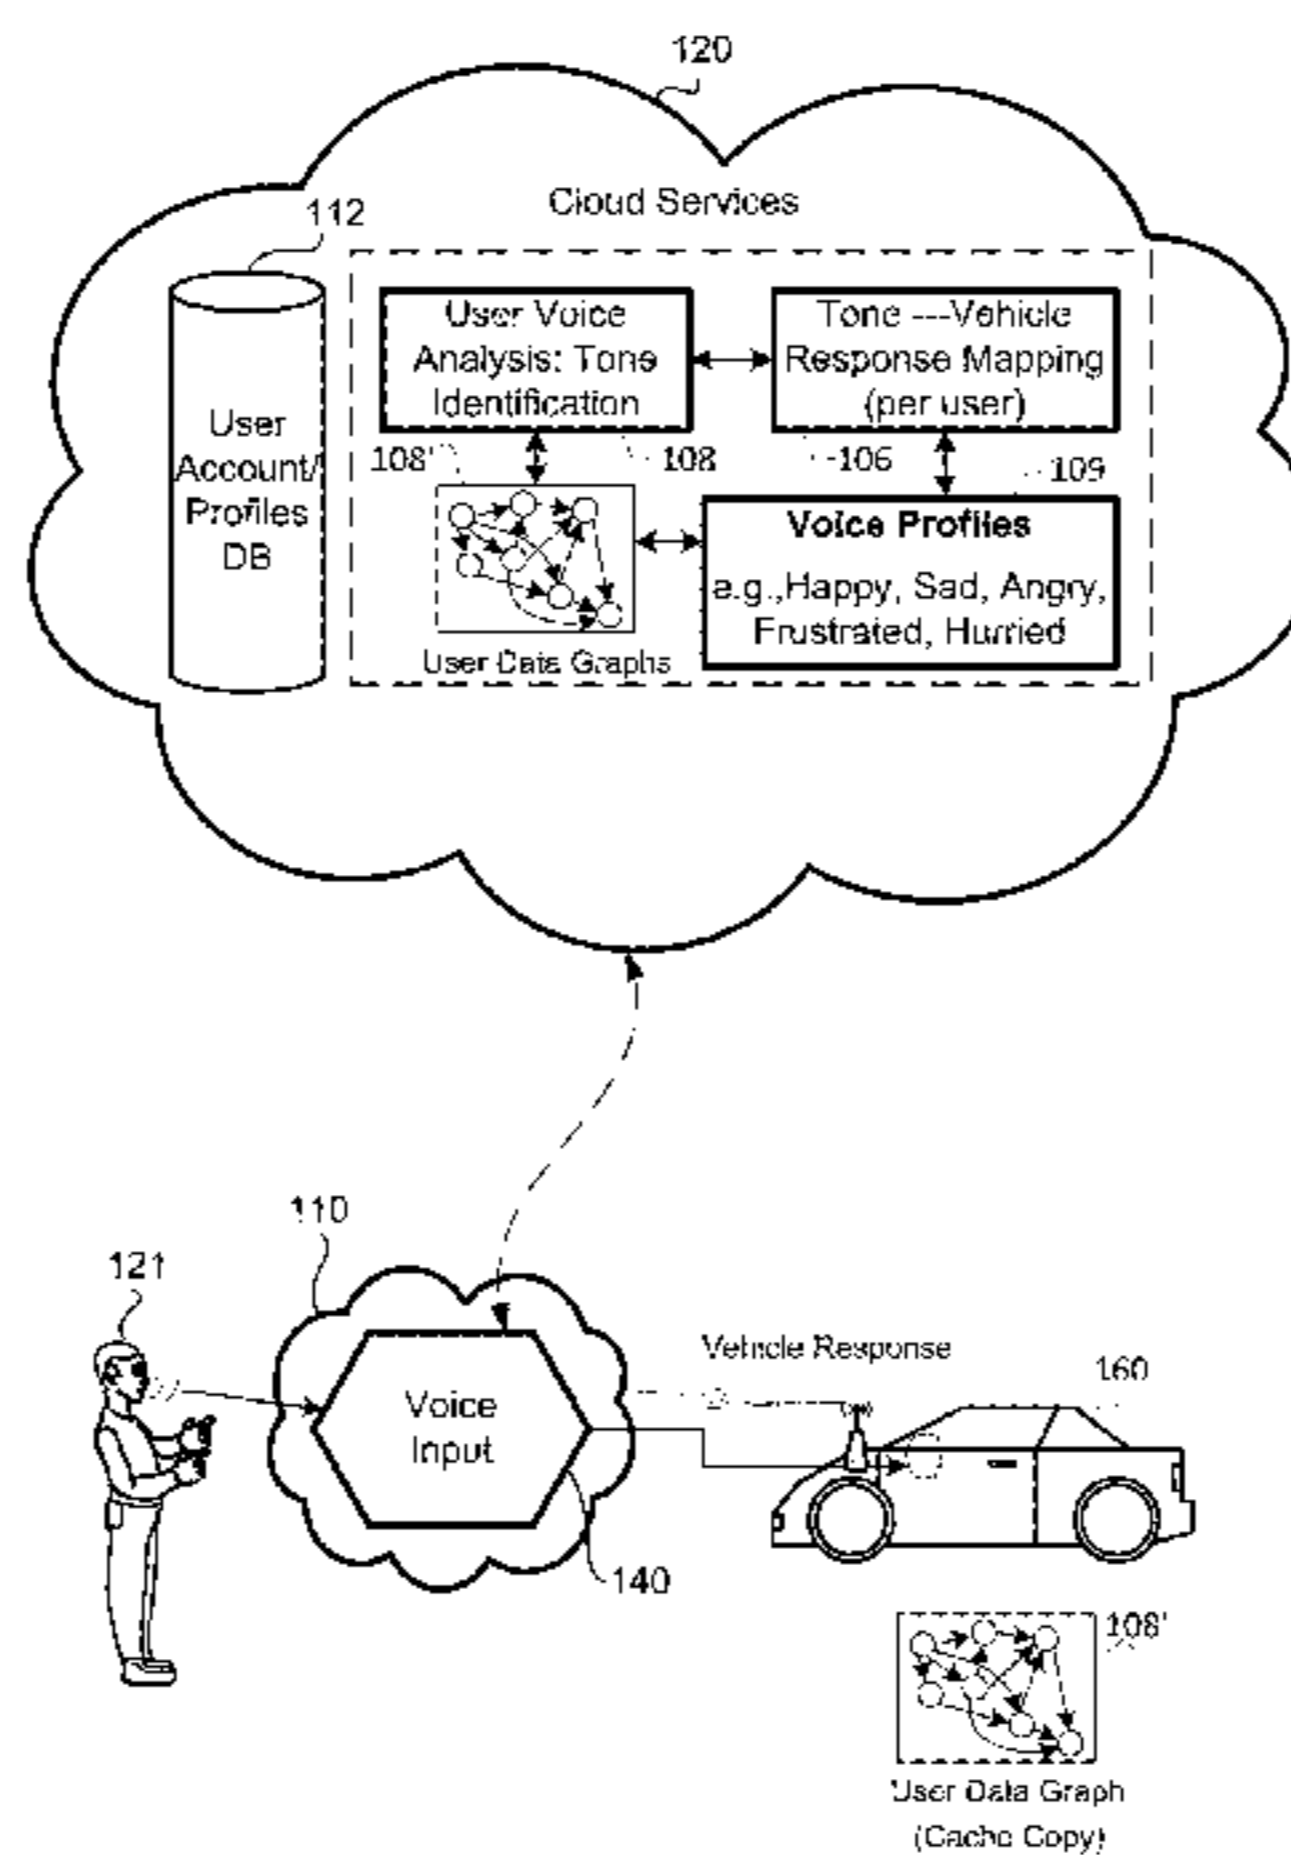 120
Cloud Services
112
User
Account/
Profiles
DB
User Voice
Analysis: Tone
Identification
Tone ---Vehicle
Response Mapping
(per user)
108'
108
106
109
Voice Profiles
e.g.,Happy, Sad, Angry,
Frustrated, Hurried
User Data Graphs
110
121
Voice
Input
140
Vehicle Response
160
108'
User Data Graph
(Cache Copy)